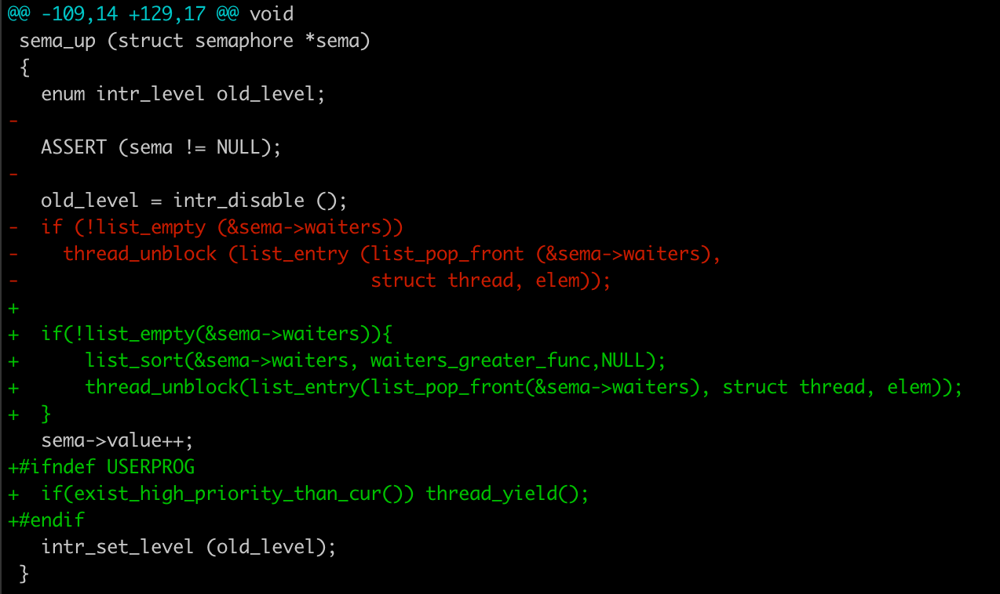 @@ -109,14 +129,17 @@ void
 sema_up (struct semaphore *sema)
 {
   enum intr_level old_level;
-
   ASSERT (sema != NULL);
-
   old_level = intr_disable ();
-  if (!list_empty (&sema->waiters))
-    thread_unblock (list_entry (list_pop_front (&sema->waiters),
-                                struct thread, elem));
+
+  if(!list_empty(&sema->waiters)){
+      list_sort(&sema->waiters, waiters_greater_func,NULL);
+      thread_unblock(list_entry(list_pop_front(&sema->waiters), struct thread, elem));
+  }
   sema->value++;
+#ifndef USERPROG
+  if(exist_high_priority_than_cur()) thread_yield();
+#endif
   intr_set_level (old_level);
 }